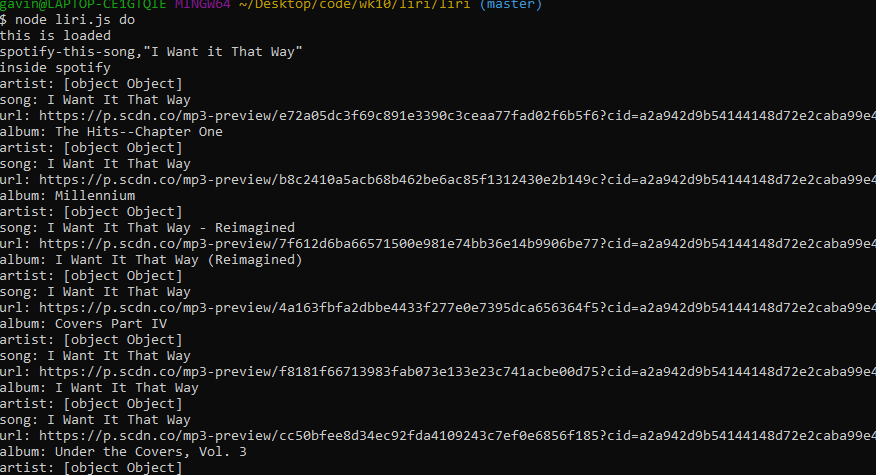 gavin@LAPTOP-CE1GTQIE MINGW64 ~/Desktop/code/wk10/liri/liri (master)
$ node liri.js do
this is loaded
spotify-this-song,"I Want it That Way"
inside spotify
artist: [object Object]
song: I Want It That Way
url: https://p.scdn.co/mp3-preview/e72a05dc3f69c891e3390c3ceaa77fad02f6b5f6?cid=a2a942d9b54144148d72e2caba99e4
album: The Hits--Chapter One
artist: [object Object]
song: I Want It That Way
url: https://p.scdn.co/mp3-preview/b8c2410a5acb68b462be6ac85f1312430e2b149c?cid=a2a942d9b54144148d72e2caba99e4
album: Millennium
artist: [object Object]
song: I Want It That Way - Reimagined
url: https://p.scdn.co/mp3-preview/7f612d6ba66571500e981e74bb36e14b9906be77?cid=a2a942d9b54144148d72e2caba99e4
album: I Want It That Way (Reimagined)
artist: [object Object]
song: I Want It That Way
url: https://p.scdn.co/mp3-preview/4a163fbfa2dbbe4433f277e0e7395dca656364f5?cid=a2a942d9b54144148d72e2caba99e4
album: Covers Part IV
artist: [object Object]
song: I Want It That Way
url: https://p.scdn.co/mp3-preview/f8181f66713983fab073e133e23c741acbe00d75?cid=a2a942d9b54144148d72e2caba99e4
album: I Want It That Way
artist: [object Object]
song: I Want It That Way
url: https://p.scdn.co/mp3-preview/cc50bfee8d34ec92fda4109243c7ef0e6856f185?cid=a2a942d9b54144148d72e2caba99e4
album: Under the Covers, Vol. 3
artist: [object Object]